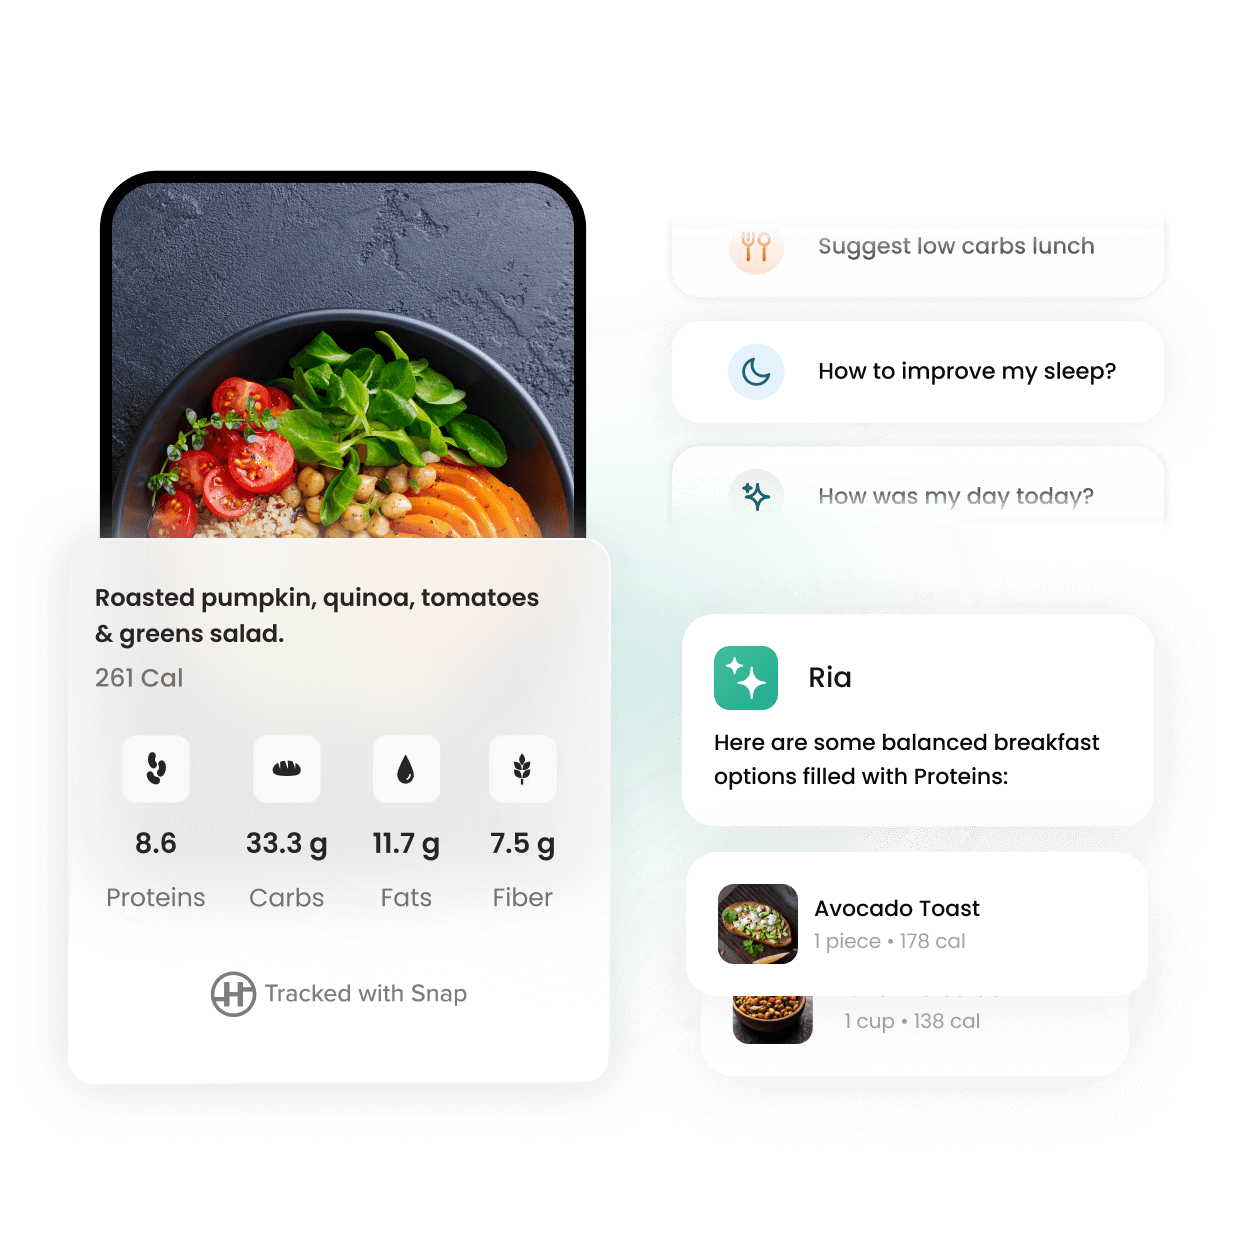 Roasted pumpkin, quinoa, tomatoes
& greens salad.
261 Cal
8.6
33.3 g
11.7 g
7.5 g
Proteins
Carbs
Fats
Fiber
Tracked with Snap
Suggest low carbs lunch
How to improve my sleep?
How was my day today?
Ria
Here are some balanced breakfast
options filled with Proteins:
Avocado Toast
1 piece • 178 cal
1 cup • 138 cal